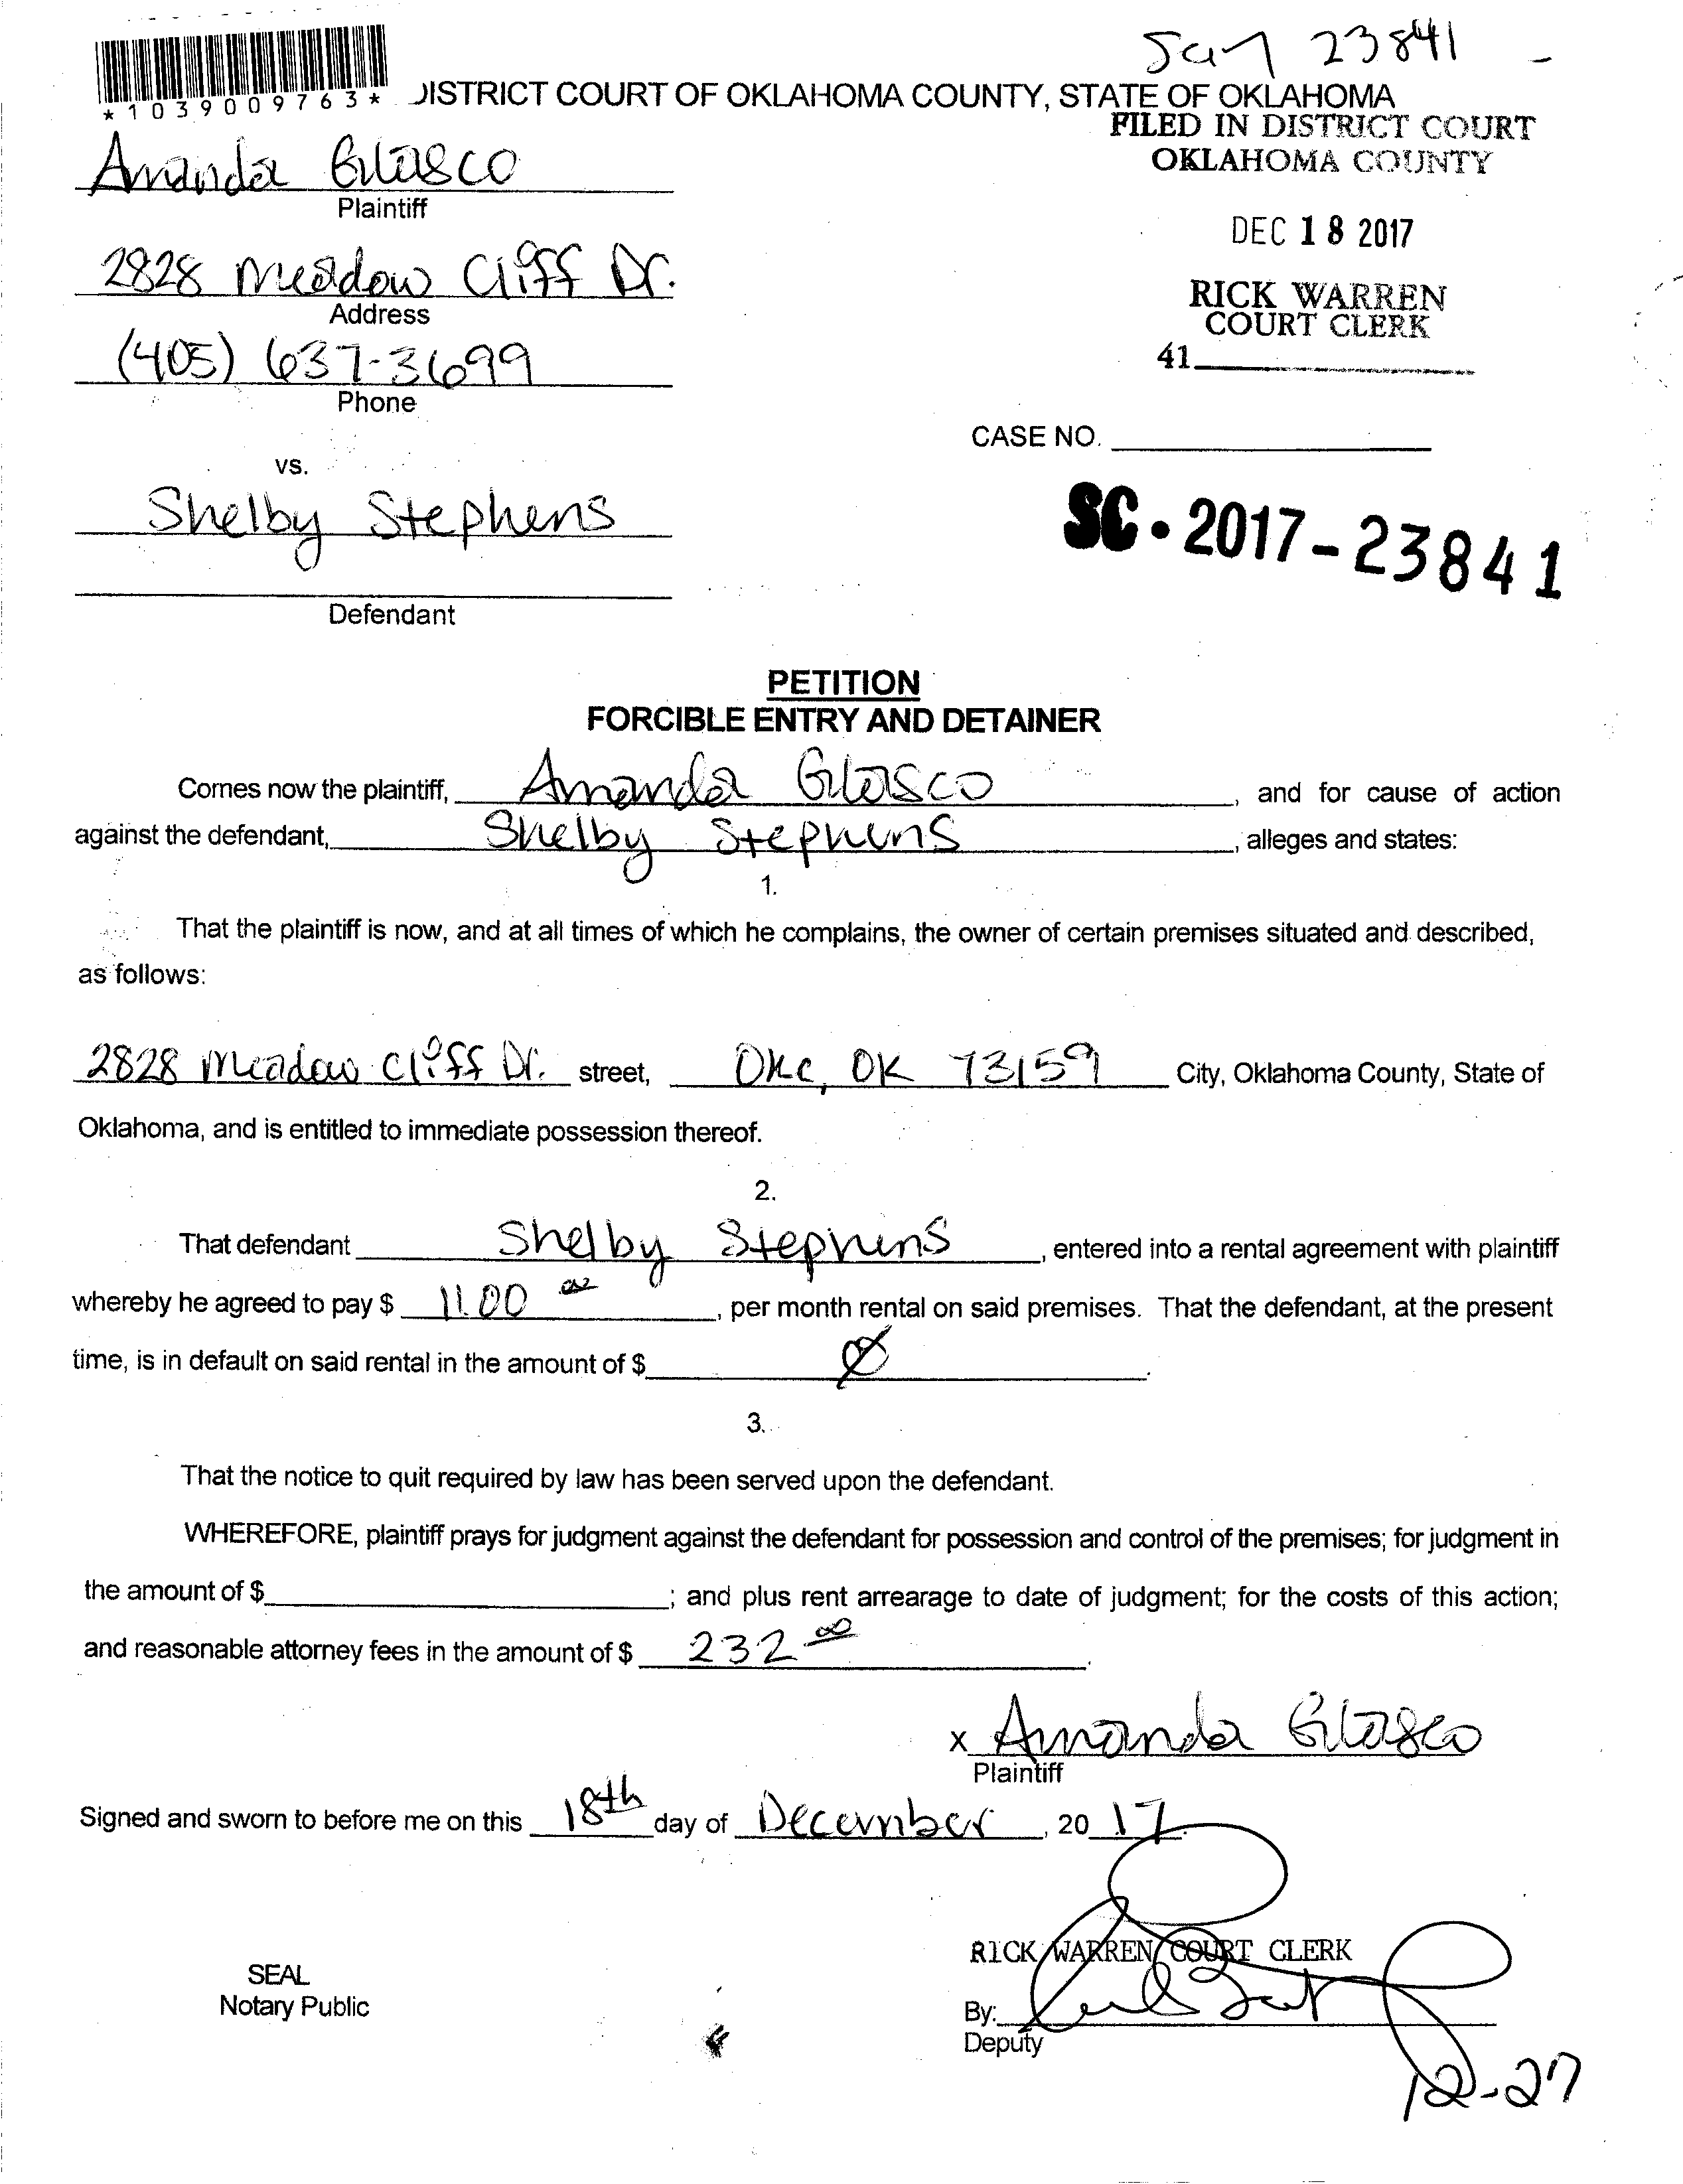 23841
*1039009763*
DISTRICT COURT OF OKLAHOMA COUNTY, STATE OF OKLAHOMA
FILED IN DISTRICT COURT
OKLAHOMA COUNTY
Amanda Glasco
Plaintiff
DEC 18 2017
2828 Meadow Cliff Dr.
Address
RICK WARREN
COURT CLERK
41
(405) 637-3699
Phone
CASE NO.
vs.
Shelby Stephens
SC-2017-23841
Defendant
PETITION
FORCIBLE ENTRY AND DETAINER
Comes now the plaintiff, Amanda Glasco, and for cause of action
against the defendant, Shelby Stephens, alleges and states:
1.
That the plaintiff is now, and at all times of which he complains, the owner of certain premises situated and described,
as follows:
2828 Meadow Cliff Dr. street, OKC, OK 73159 City, Oklahoma County, State of
Oklahoma, and is entitled to immediate possession thereof.
2.
That defendant Shelby Stephens, entered into a rental agreement with plaintiff
whereby he agreed to pay $ 1100 00, per month rental on said premises. That the defendant, at the present
time, is in default on said rental in the amount of $ Ø.
3.
That the notice to quit required by law has been served upon the defendant.
WHEREFORE, plaintiff prays for judgment against the defendant for possession and control of the premises; for judgment in
the amount of $ ; and plus rent arrearage to date of judgment; for the costs of this action;
and reasonable attorney fees in the amount of $ 232 00.
x Amanda Glasco
Plaintiff
Signed and sworn to before me on this 18th day of December, 2017.
RICK WARREN COURT CLERK
SEAL
Notary Public
By:
Deputy
12-27